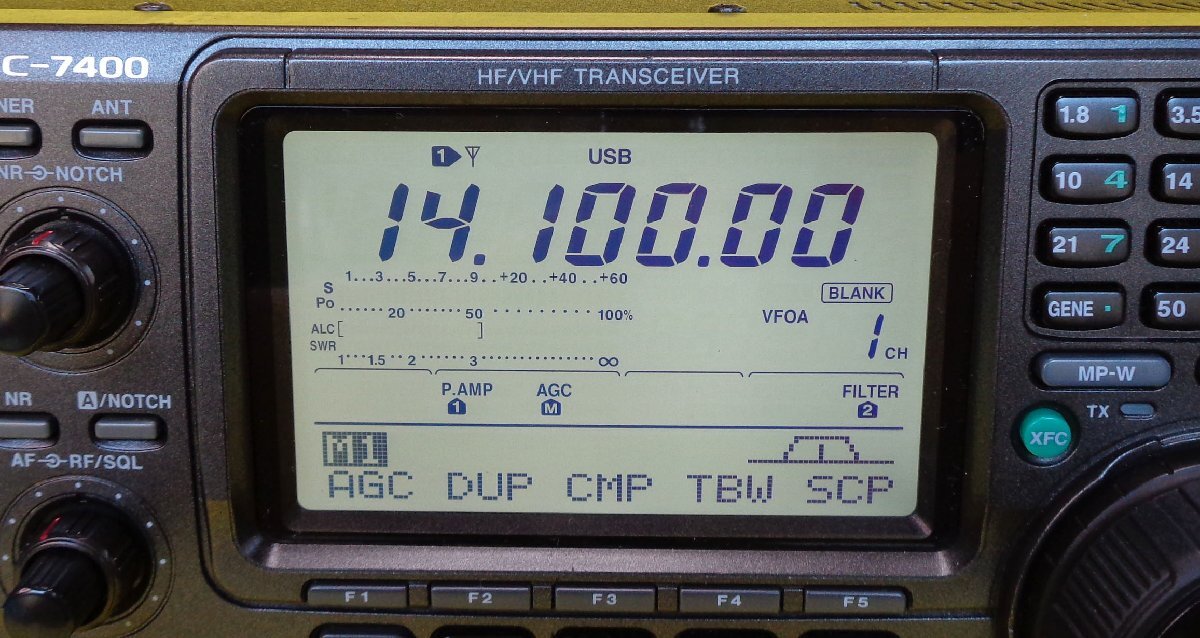 C-7400
HF/VHF TRANSCEIVER
NER ANT
NR NOTCH
1 USB
14.100.00
1...3...5...7...9..+20..+40..+60
S
Po 20 50 100%
ALC [ ]
SWR
1 1.5 2 3 ∞
BLANK
VFOA 1 CH
P.AMP AGC FILTER
1 M 2
M1
AGC DUP CMP TBW SCP
NR A/NOTCH
AF RF/SQL
F1 F2 F3 F4 F5
1.8 1 3.5
10 4 14
21 7 24
GENE · 50
MP-W
TX
XFC